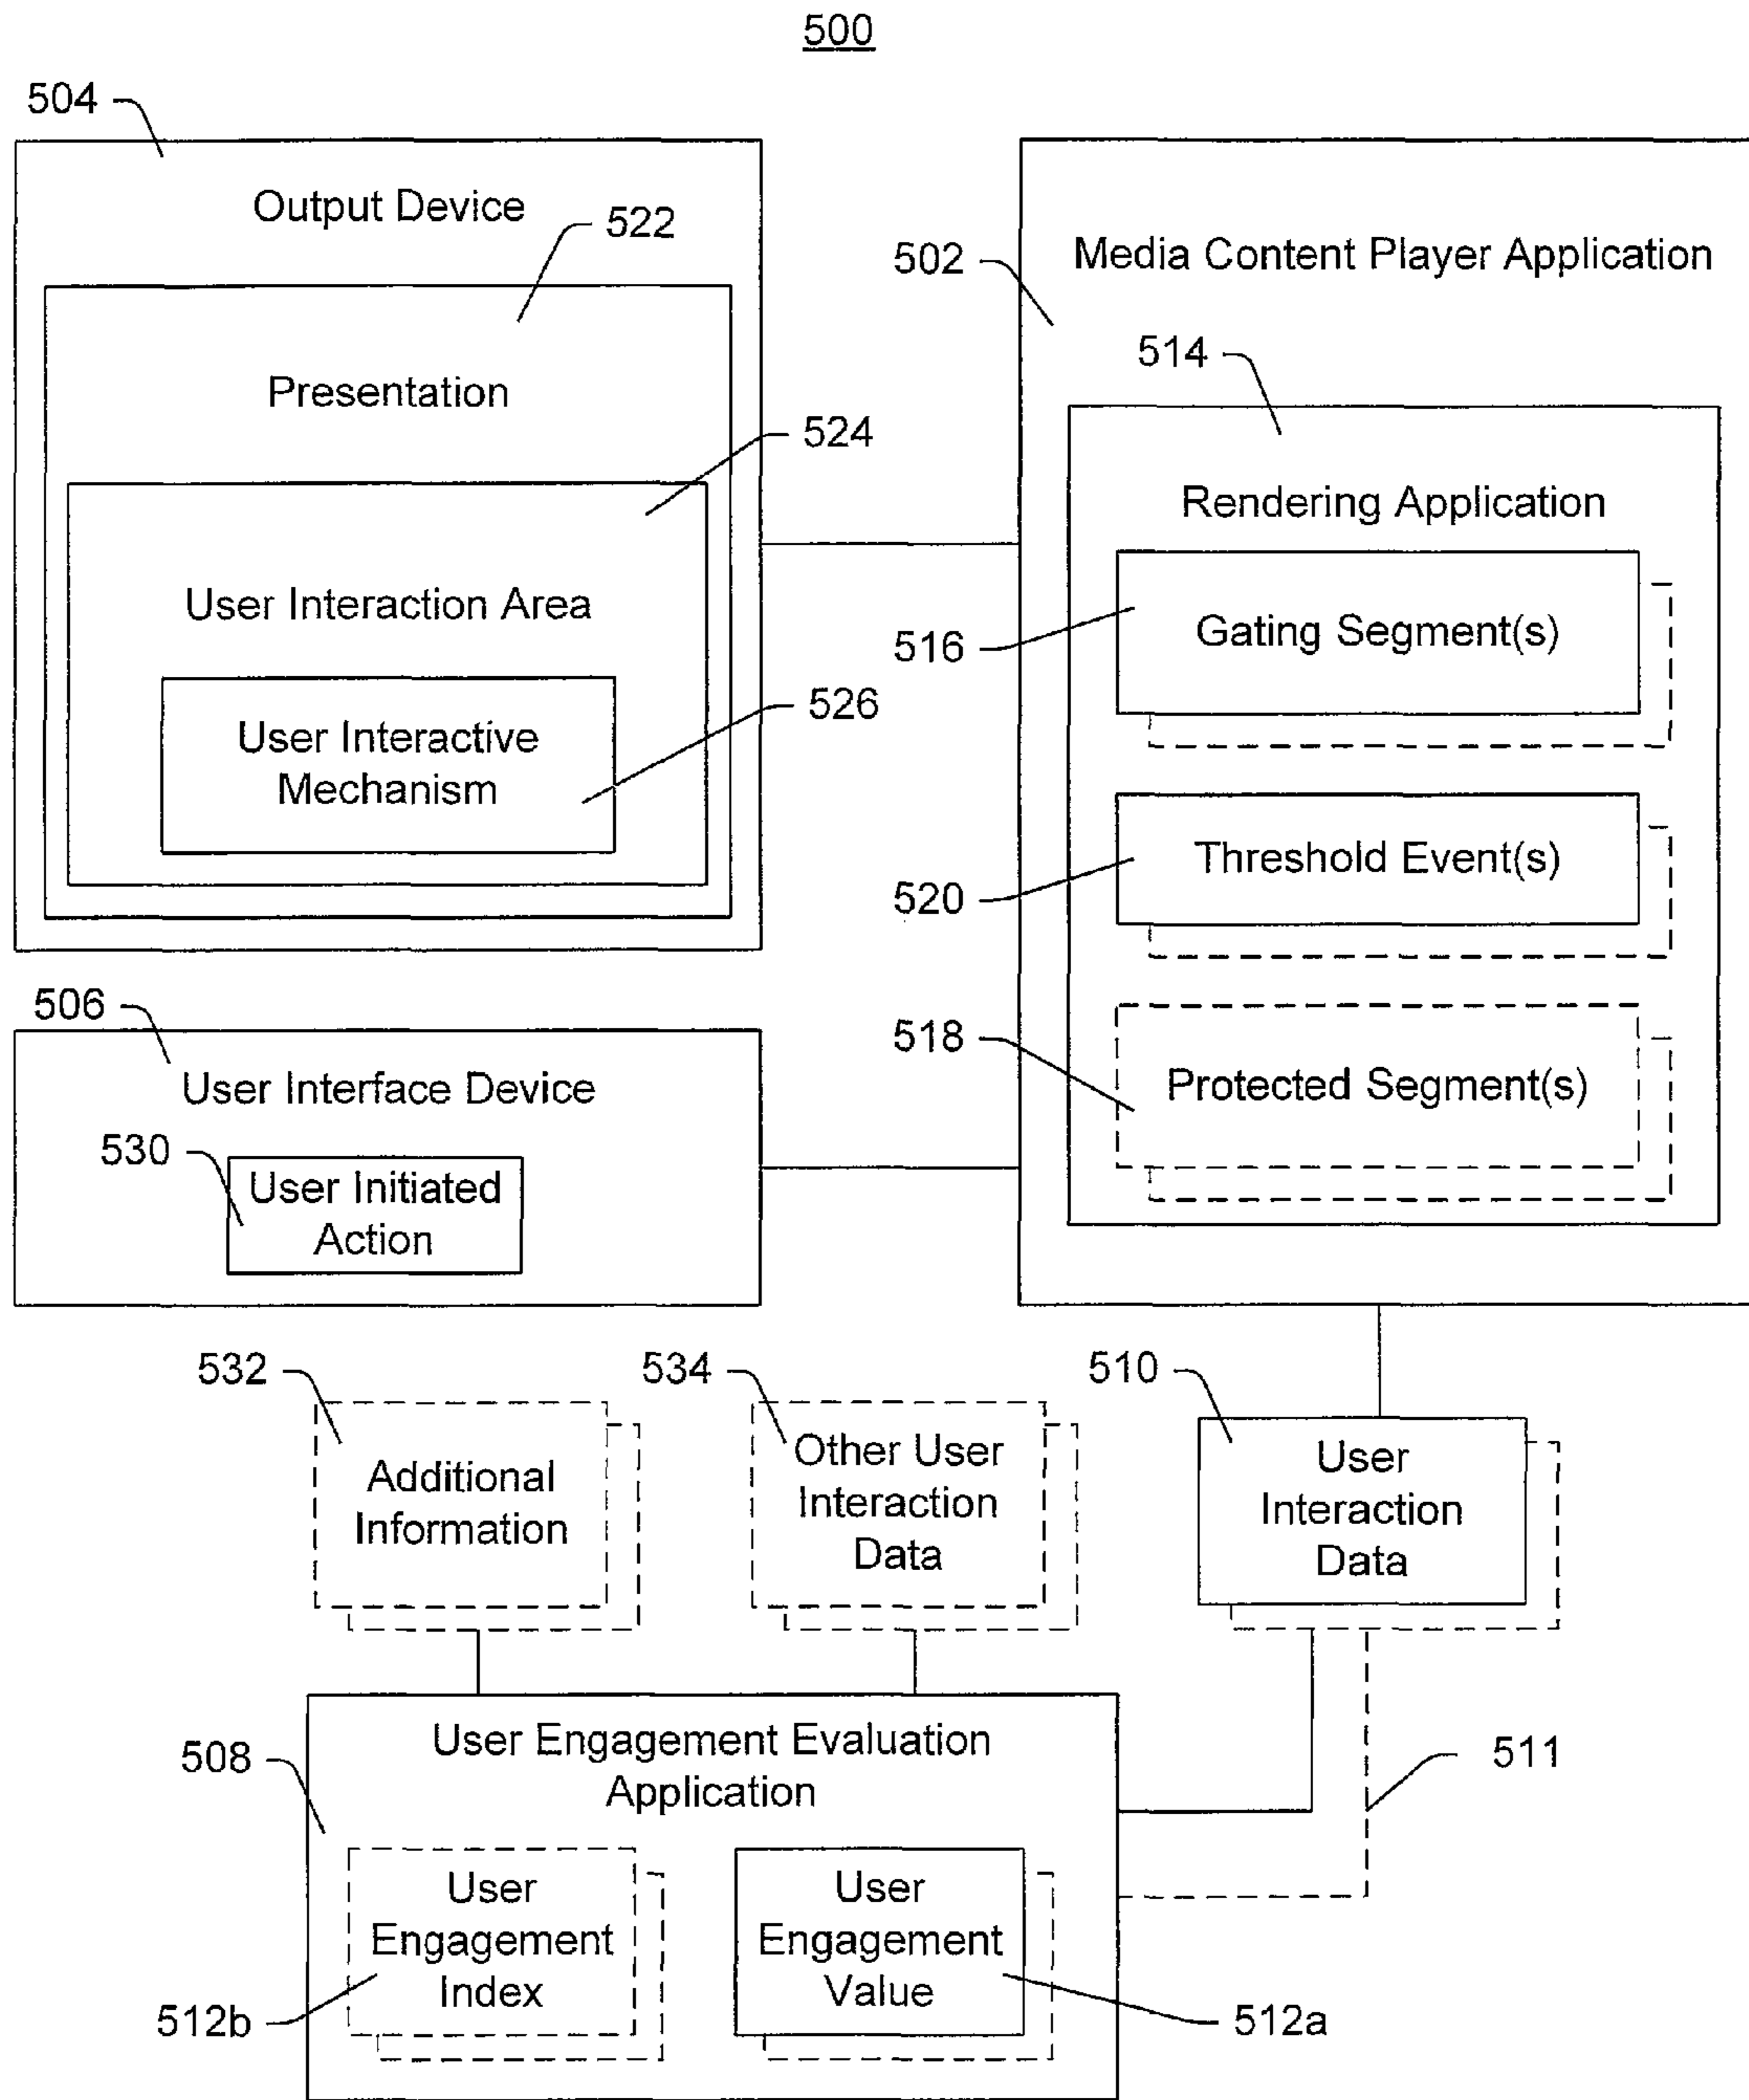 500
504
Output Device
522
Presentation
524
User Interaction Area
User Interactive
Mechanism
526
502
Media Content Player Application
514
Rendering Application
516
Gating Segment(s)
520
Threshold Event(s)
518
Protected Segment(s)
506
User Interface Device
530
User Initiated
Action
532
Additional
Information
534
Other User
Interaction
Data
510
User
Interaction
Data
511
508
User Engagement Evaluation
Application
User
Engagement
Index
512b
User
Engagement
Value
512a